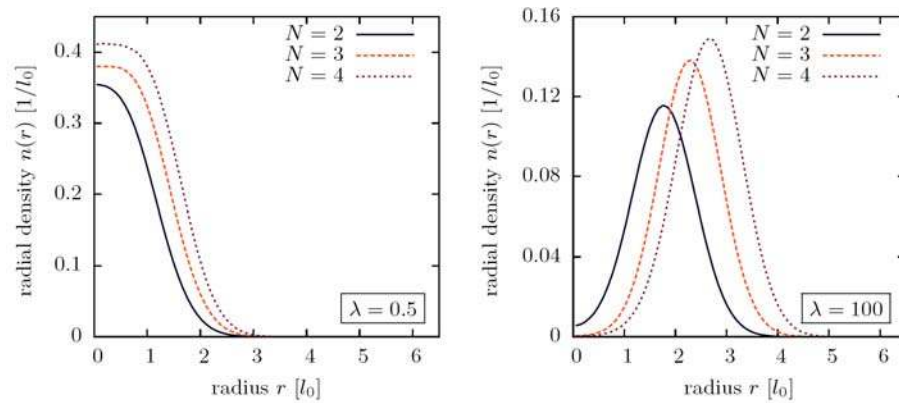 0.4
0.3
0.2
0.1
0
0 1 2 3 4 5 6
radial density n(r) [1/l₀]
radius r [l₀]
N = 2
N = 3
N = 4
λ = 0.5
0.16
0.12
0.08
0.04
0
0 1 2 3 4 5 6
radial density n(r) [1/l₀]
radius r [l₀]
N = 2
N = 3
N = 4
λ = 100